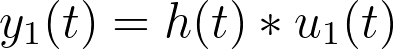 y₁(t) = h(t) * u₁(t)